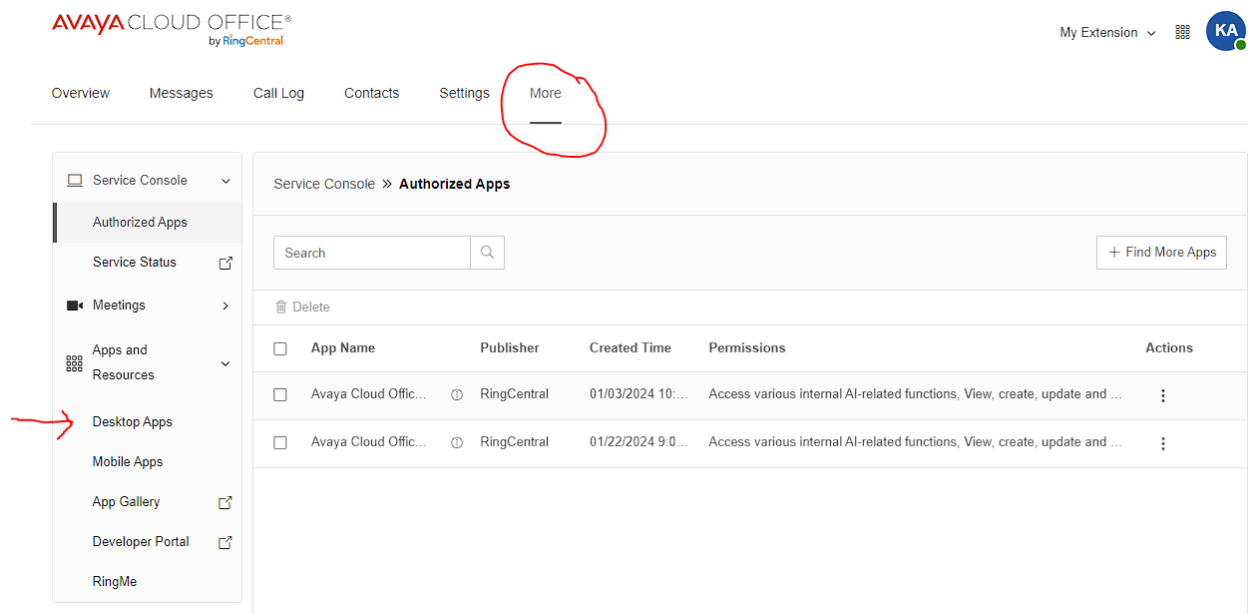 AVAYA CLOUD OFFICE®
by RingCentral
My Extension
KA
Overview Messages Call Log Contacts Settings More
Service Console
Authorized Apps
Service Status
Meetings
Apps and
Resources
Desktop Apps
Mobile Apps
App Gallery
Developer Portal
RingMe
Service Console » Authorized Apps
Search
+ Find More Apps
Delete
App Name Publisher Created Time Permissions Actions
Avaya Cloud Offic... RingCentral 01/03/2024 10:... Access various internal AI-related functions, View, create, update and ...
Avaya Cloud Offic... RingCentral 01/22/2024 9:0... Access various internal AI-related functions, View, create, update and ...